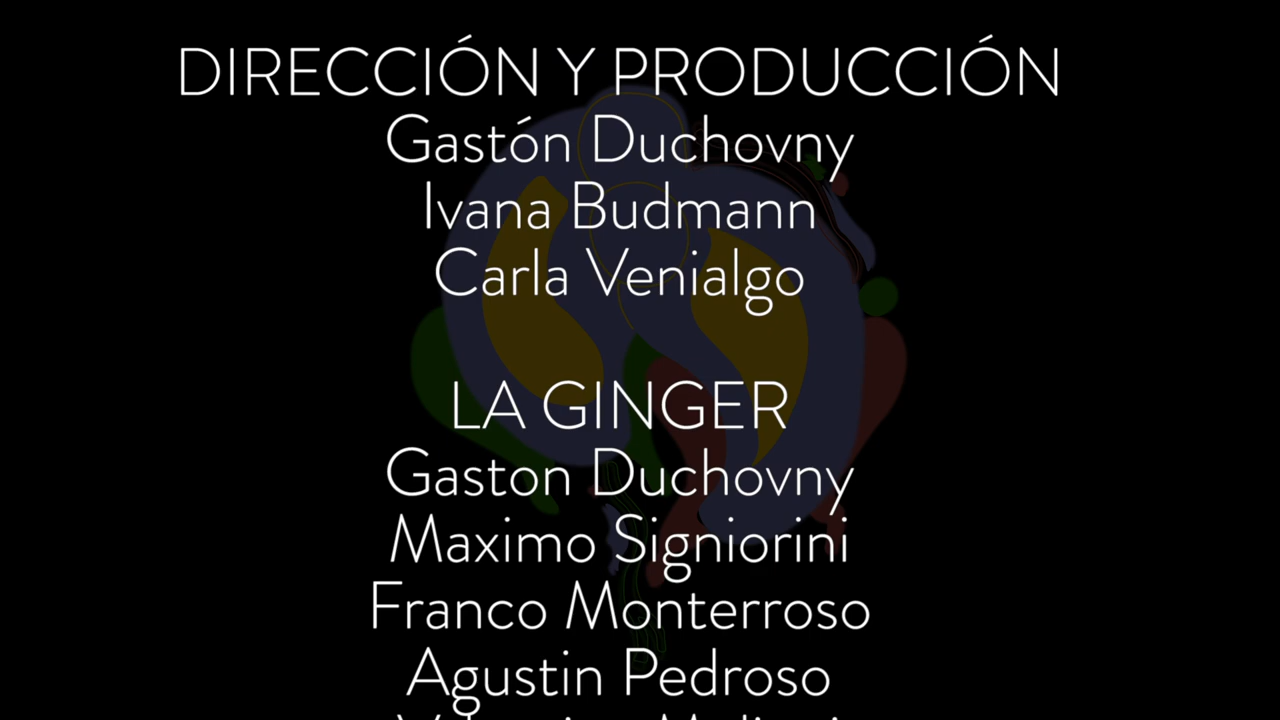 DIRECCIÓN Y PRODUCCIÓN
Gastón Duchovny
Ivana Budmann
Carla Venialgo
LA GINGER
Gaston Duchovny
Maximo Signiorini
Franco Monterroso
Agustin Pedroso